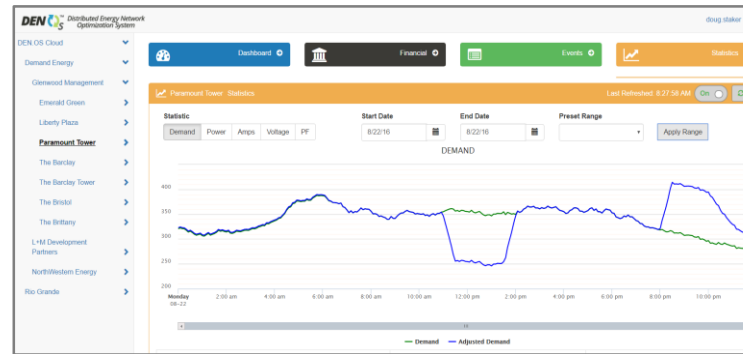 DEN OS™ Distributed Energy Network
Optimization System
doug staker
DEN.OS Cloud
Demand Energy
Glenwood Management
Emerald Green
Liberty Plaza
Paramount Tower
The Barclay
The Barclay Tower
The Bristol
The Brittany
L+M Development
Partners
NorthWestern Energy
Rio Grande
Dashboard
Financial
Events
Statistics
Paramount Tower Statistics
Last Refreshed: 8:27:58 AM
On
Statistic
Start Date
End Date
Preset Range
Demand Power Amps Voltage PF
8/22/16
8/22/16
Apply Range
DEMAND
400
350
300
250
200
Monday
08-22
2:00 am
4:00 am
6:00 am
8:00 am
10:00 am
12:00 pm
2:00 pm
4:00 pm
6:00 pm
8:00 pm
10:00 pm
Demand
Adjusted Demand